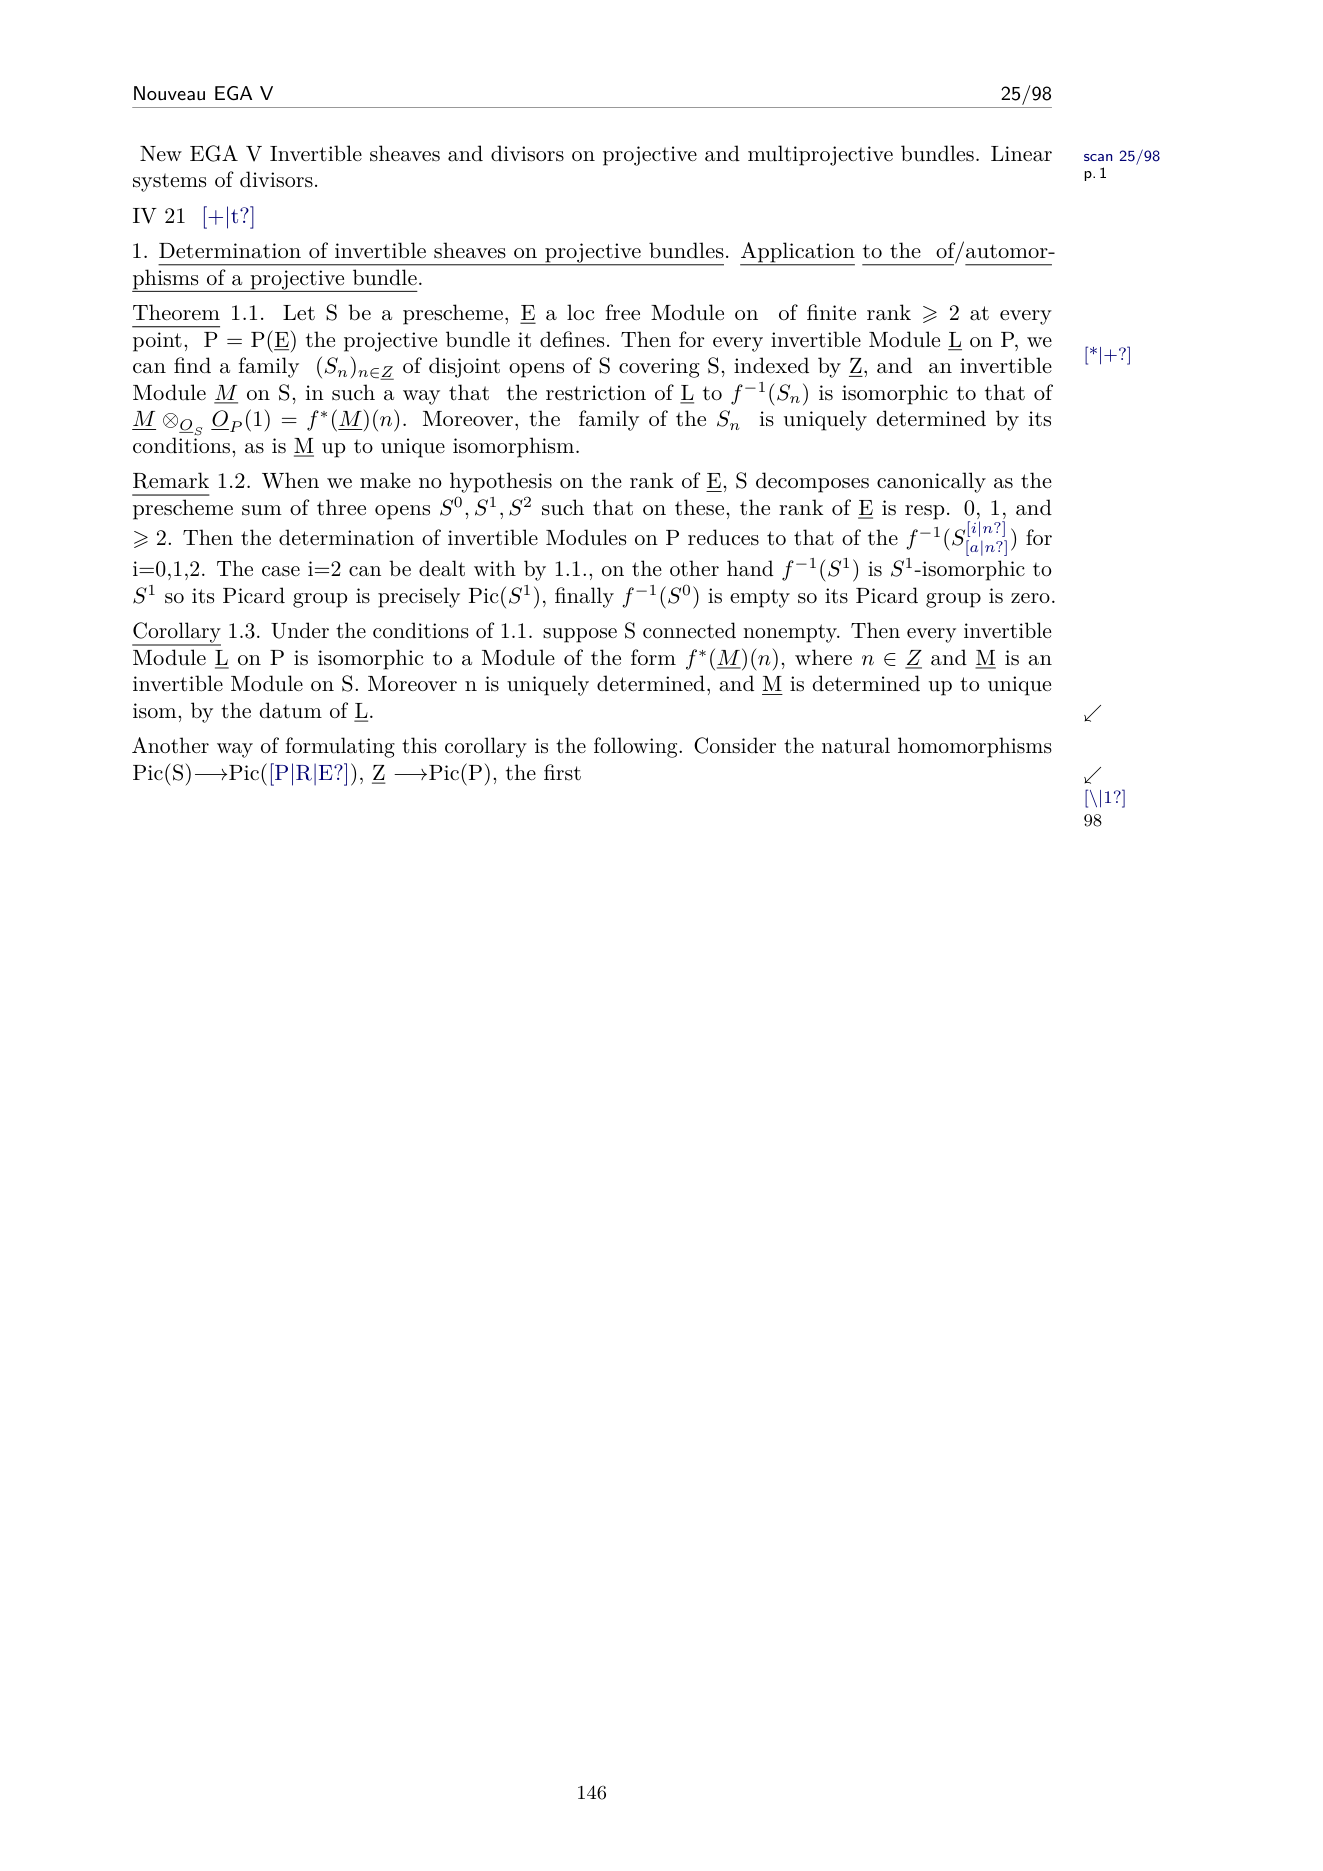 Nouveau EGA V 25/98
New EGA V Invertible sheaves and divisors on projective and multiprojective bundles. Linear
scan 25/98
systems of divisors.
p. 1
IV 21 [+|t?]
1. Determination of invertible sheaves on projective bundles. Application to the of/automor-
phisms of a projective bundle.
Theorem 1.1. Let S be a prescheme, E a loc free Module on of finite rank ⩾ 2 at every
point, P = P(E) the projective bundle it defines. Then for every invertible Module L on P, we
[*|+?]
can find a family (Sₙ)ₙ∈Z of disjoint opens of S covering S, indexed by Z, and an invertible
Module M on S, in such a way that the restriction of L to f⁻¹(Sₙ) is isomorphic to that of
M ⊗_{O_S} O_P(1) = f*(M)(n). Moreover, the family of the Sₙ is uniquely determined by its
conditions, as is M up to unique isomorphism.
Remark 1.2. When we make no hypothesis on the rank of E, S decomposes canonically as the
prescheme sum of three opens S⁰, S¹, S² such that on these, the rank of E is resp. 0, 1, and
⩾ 2. Then the determination of invertible Modules on P reduces to that of the f⁻¹(S^{[i|n?]}_{[a|n?]}) for
i=0,1,2. The case i=2 can be dealt with by 1.1., on the other hand f⁻¹(S¹) is S¹-isomorphic to
S¹ so its Picard group is precisely Pic(S¹), finally f⁻¹(S⁰) is empty so its Picard group is zero.
Corollary 1.3. Under the conditions of 1.1. suppose S connected nonempty. Then every invertible
Module L on P is isomorphic to a Module of the form f*(M)(n), where n ∈ Z and M is an
invertible Module on S. Moreover n is uniquely determined, and M is determined up to unique
isom, by the datum of L. ↙
Another way of formulating this corollary is the following. Consider the natural homomorphisms
Pic(S)⟶Pic([P|R|E?]), Z ⟶Pic(P), the first ↙
[\|1?]
98
146